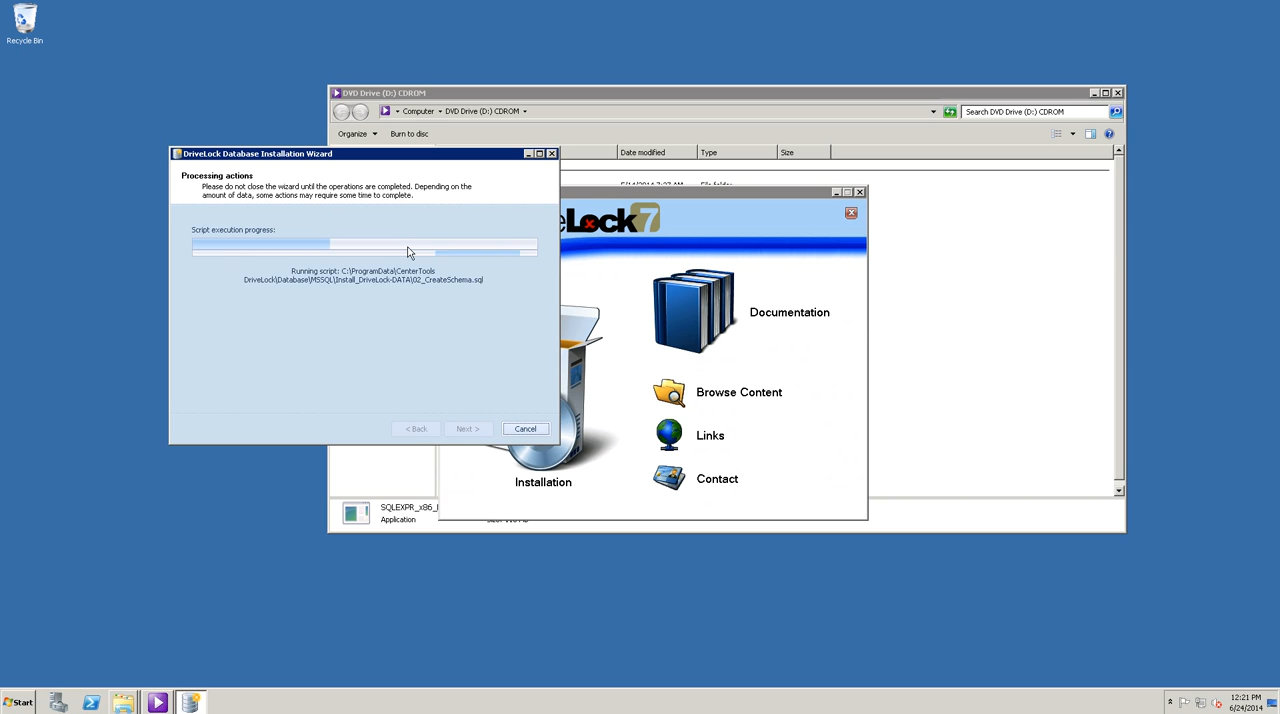 Recycle Bin
DVD Drive (D:) CDROM
Computer
DVD Drive (D:) CDROM
Search DVD Drive (D:) CDROM
Organize
Burn to disc
Date modified
Type
Size
DriveLock Database Installation Wizard
Processing actions
Please do not close the wizard until the operations are completed. Depending on the
amount of data, some actions may require some time to complete.
Script execution progress:
Running script: C:\ProgramData\CenterTools
DriveLock\Database\MSSQL\Install_DriveLock-DATA\02_CreateSchema.sql
< Back
Next >
Cancel
Lock7
Documentation
Browse Content
Links
Contact
Installation
SQLEXPR_x86_
Application
Start
12:21 PM
6/24/2014